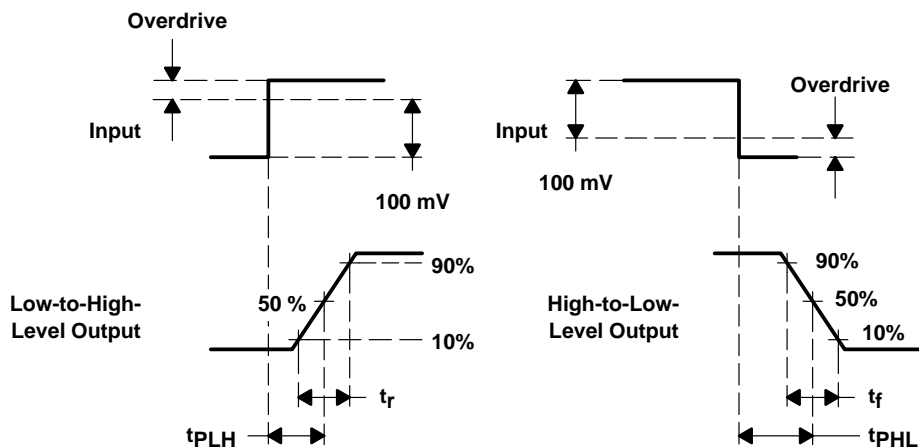 Overdrive
Input
100 mV
Low-to-High-
Level Output
90%
50 %
10%
tr
tPLH
Overdrive
Input
100 mV
High-to-Low-
Level Output
90%
50%
10%
tf
tPHL